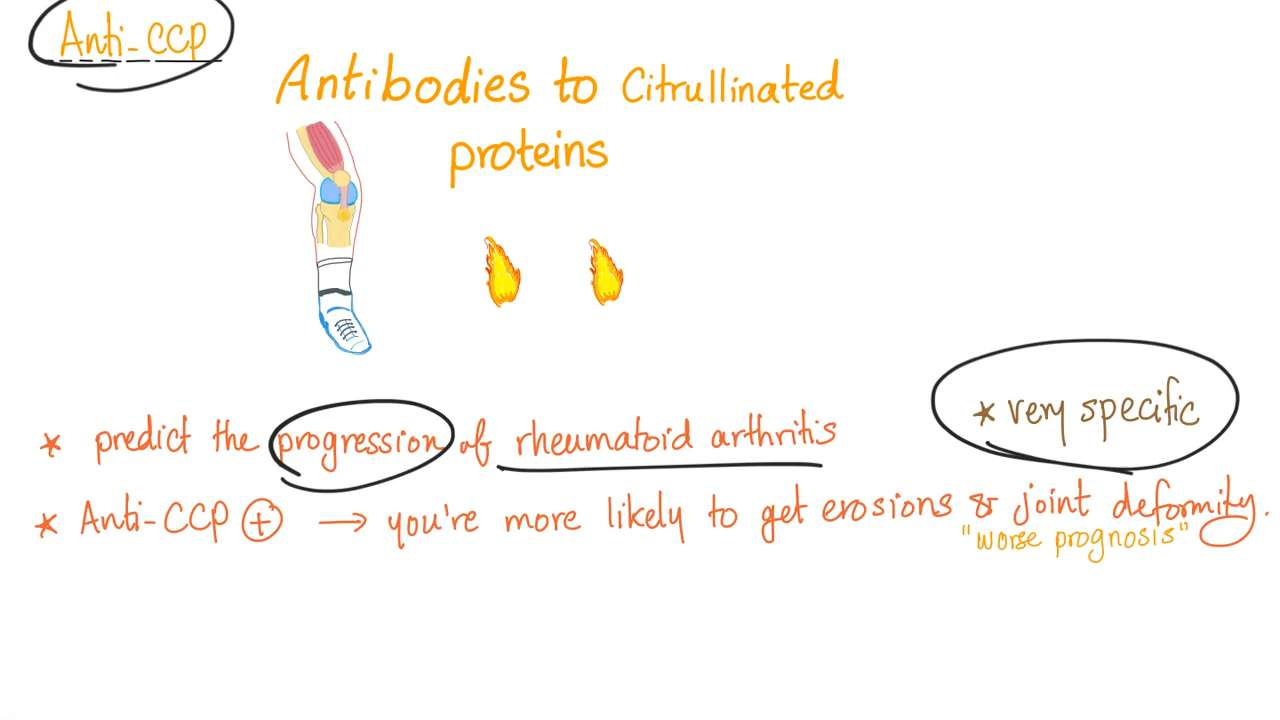 Anti-CCP
Antibodies to Citrullinated
proteins
* very specific
* predict the progression of rheumatoid arthritis
* Anti-CCP + → you're more likely to get erosions & joint deformity.
"worse prognosis"